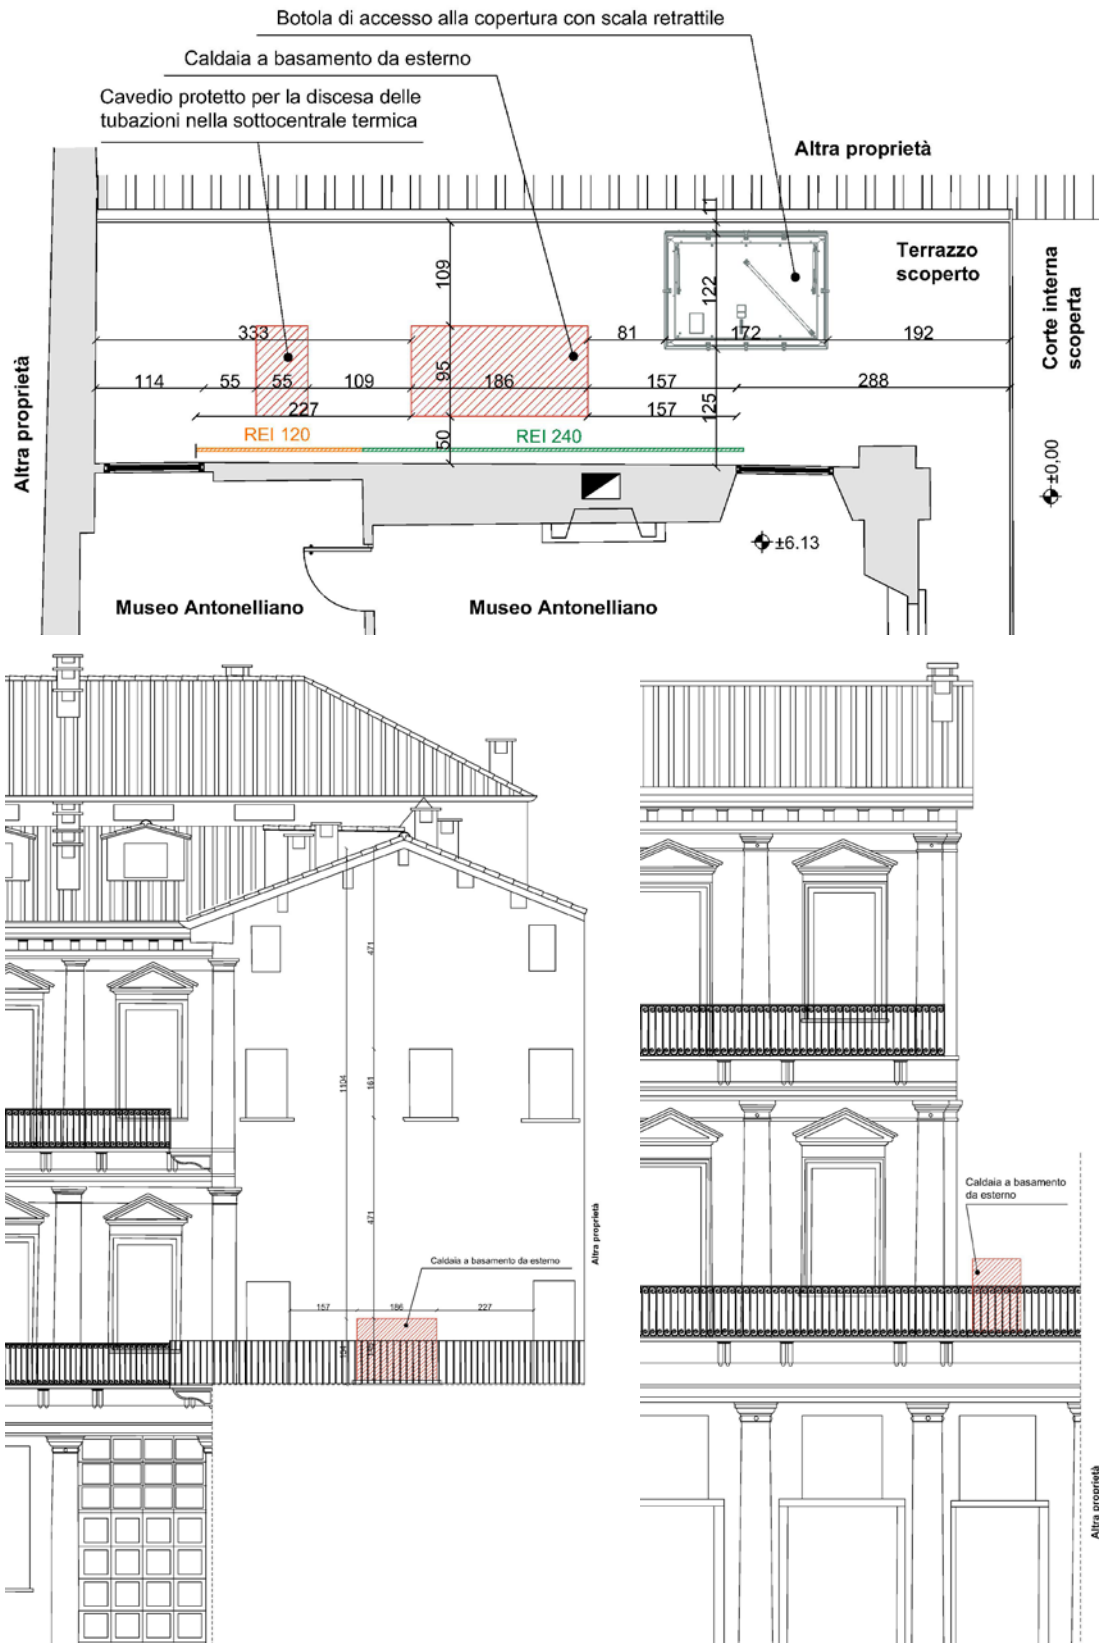 Botola di accesso alla copertura con scala retrattile
Caldaia a basamento da esterno
Cavedio protetto per la discesa delle
tubazioni nella sottocentrale termica
Altra proprietà
11
Terrazzo
scoperto
Corte interna
scoperta
109
122
333
81
172
192
Altra proprietà
114
55
55
109
95
186
157
125
288
227
157
REI 120
50
REI 240
±0,00
±6.13
Museo Antonelliano
Museo Antonelliano
471
1104
161
471
Altra proprietà
Caldaia a basamento da esterno
157
186
227
104
Caldaia a basamento
da esterno
Altra proprietà